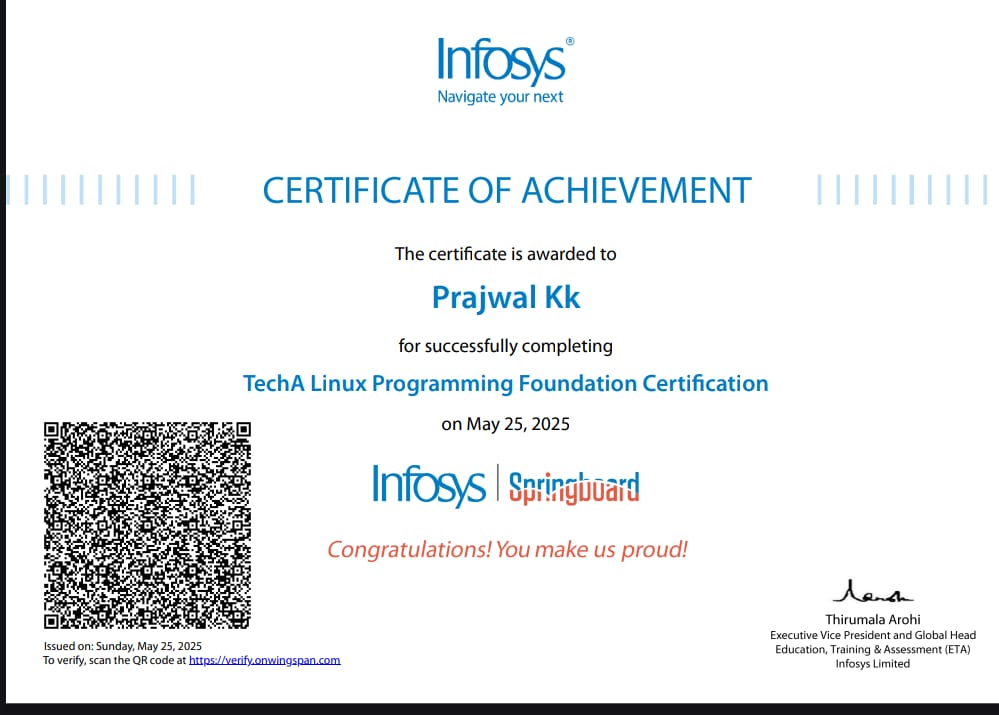 Infosys®
Navigate your next
CERTIFICATE OF ACHIEVEMENT
The certificate is awarded to
Prajwal Kk
for successfully completing
TechA Linux Programming Foundation Certification
on May 25, 2025
Infosys | Springboard
Congratulations! You make us proud!
Thirumala Arohi
Executive Vice President and Global Head
Education, Training & Assessment (ETA)
Infosys Limited
Issued on: Sunday, May 25, 2025
To verify, scan the QR code at https://verify.onwingspan.com